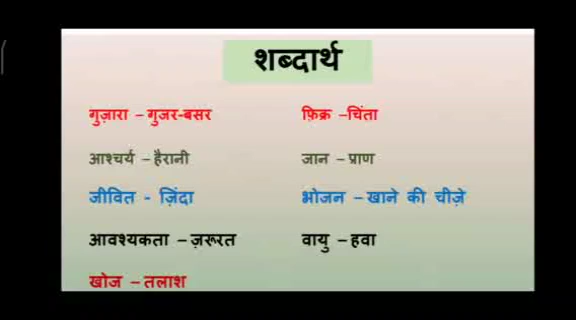 शब्दार्थ
गुज़ारा – गुजर-बसर
फ़िक्र –चिंता
आश्चर्य – हैरानी
जान – प्राण
जीवित - ज़िंदा
भोजन – खाने की चीज़े
आवश्यकता – ज़रूरत
वायु – हवा
खोज – तलाश